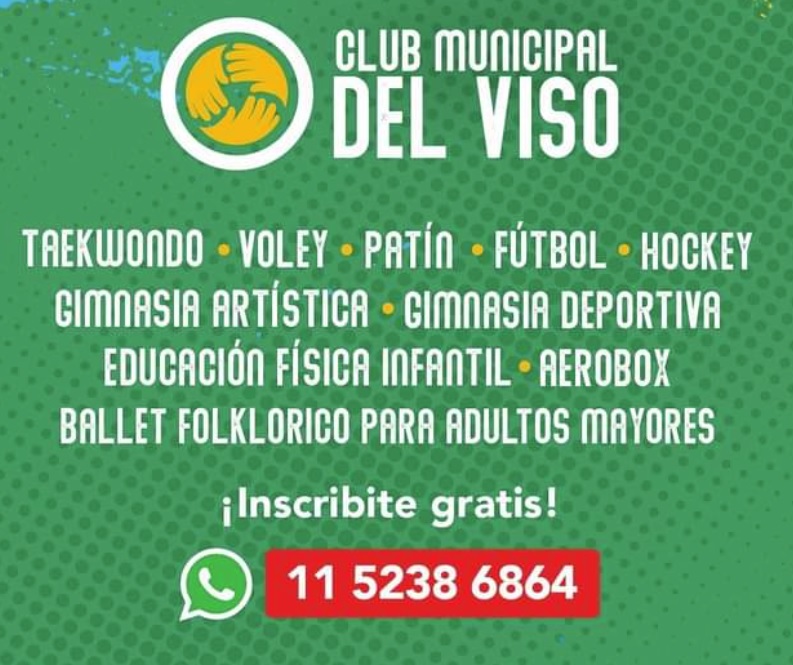 CLUB MUNICIPAL
DEL VISO
TAEKWONDO • VOLEY • PATÍN • FÚTBOL • HOCKEY
GIMNASIA ARTÍSTICA • GIMNASIA DEPORTIVA
EDUCACIÓN FÍSICA INFANTIL • AEROBOX
BALLET FOLKLORICO PARA ADULTOS MAYORES
¡Inscribite gratis!
11 5238 6864